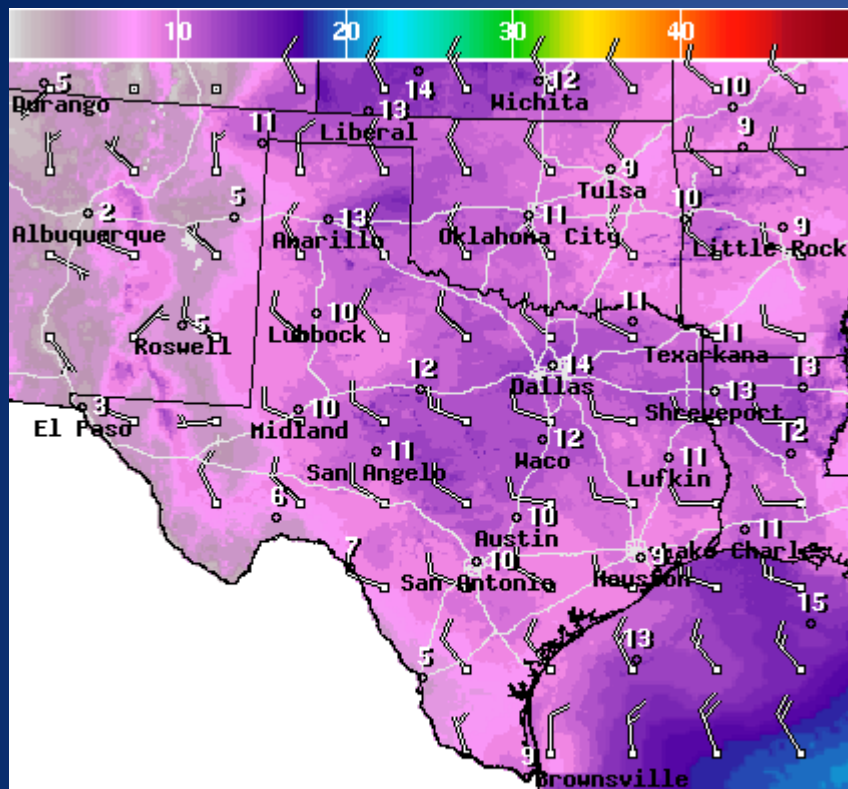 10 20 30 40
5 14 12 10
Durango Wichita
13
Liberal
11 9
9
Tulsa
2 5 13 11 10 9
Albuquerque Amarillo Oklahoma City Little Rock
5 10 11 11
Roswell Lubbock Texarkana
12 14 13 13
Dallas
3 10 Shreveport
El Paso Midland
11 12 11 12
San Angelo Waco Lufkin
6 10 11
Austin
7 10 9 Lake Charle
San Antonio Houston
15
5 13
9
Brownsville